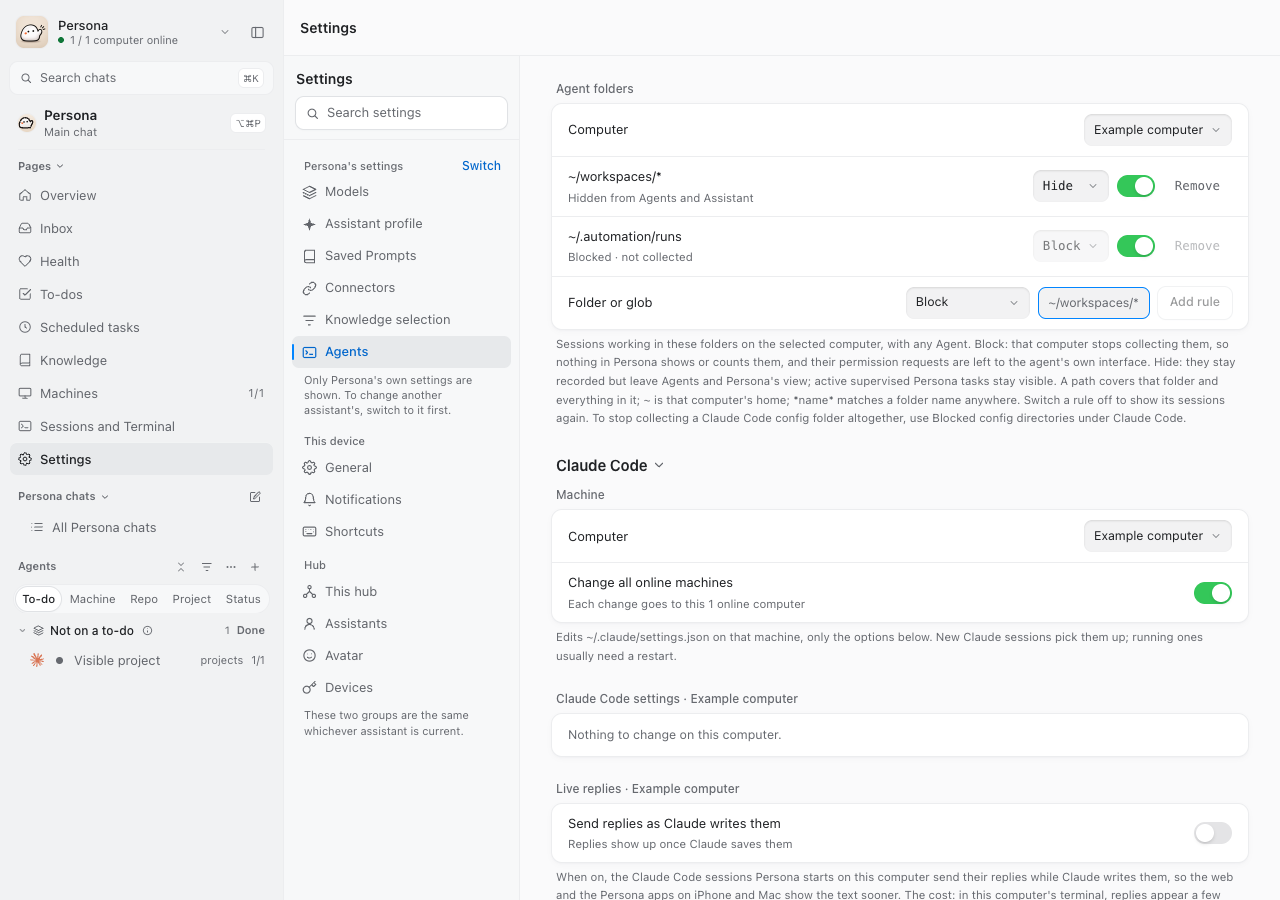 Persona
1 / 1 computer online
Search chats
⌘K
Persona
Main chat
⌥⌘P
Pages
Overview
Inbox
Health
To-dos
Scheduled tasks
Knowledge
Machines
1/1
Sessions and Terminal
Settings
Persona chats
All Persona chats
Agents
To-do
Machine
Repo
Project
Status
Not on a to-do
1 Done
Visible project
projects 1/1
Settings
Settings
Search settings
Persona's settings
Switch
Models
Assistant profile
Saved Prompts
Connectors
Knowledge selection
Agents
Only Persona's own settings are
shown. To change another
assistant's, switch to it first.
This device
General
Notifications
Shortcuts
Hub
This hub
Assistants
Avatar
Devices
These two groups are the same
whichever assistant is current.
Agent folders
Computer
Example computer
~/workspaces/*
Hidden from Agents and Assistant
Hide
Remove
~/.automation/runs
Blocked · not collected
Block
Remove
Folder or glob
Block
~/workspaces/*
Add rule
Sessions working in these folders on the selected computer, with any Agent. Block: that computer stops collecting them, so
nothing in Persona shows or counts them, and their permission requests are left to the agent's own interface. Hide: they stay
recorded but leave Agents and Persona's view; active supervised Persona tasks stay visible. A path covers that folder and
everything in it; ~ is that computer's home; *name* matches a folder name anywhere. Switch a rule off to show its sessions
again. To stop collecting a Claude Code config folder altogether, use Blocked config directories under Claude Code.
Claude Code
Machine
Computer
Example computer
Change all online machines
Each change goes to this 1 online computer
Edits ~/.claude/settings.json on that machine, only the options below. New Claude sessions pick them up; running ones
usually need a restart.
Claude Code settings · Example computer
Nothing to change on this computer.
Live replies · Example computer
Send replies as Claude writes them
Replies show up once Claude saves them
When on, the Claude Code sessions Persona starts on this computer send their replies while Claude writes them, so the web
and the Persona apps on iPhone and Mac show the text sooner. The cost: in this computer's terminal, replies appear a few